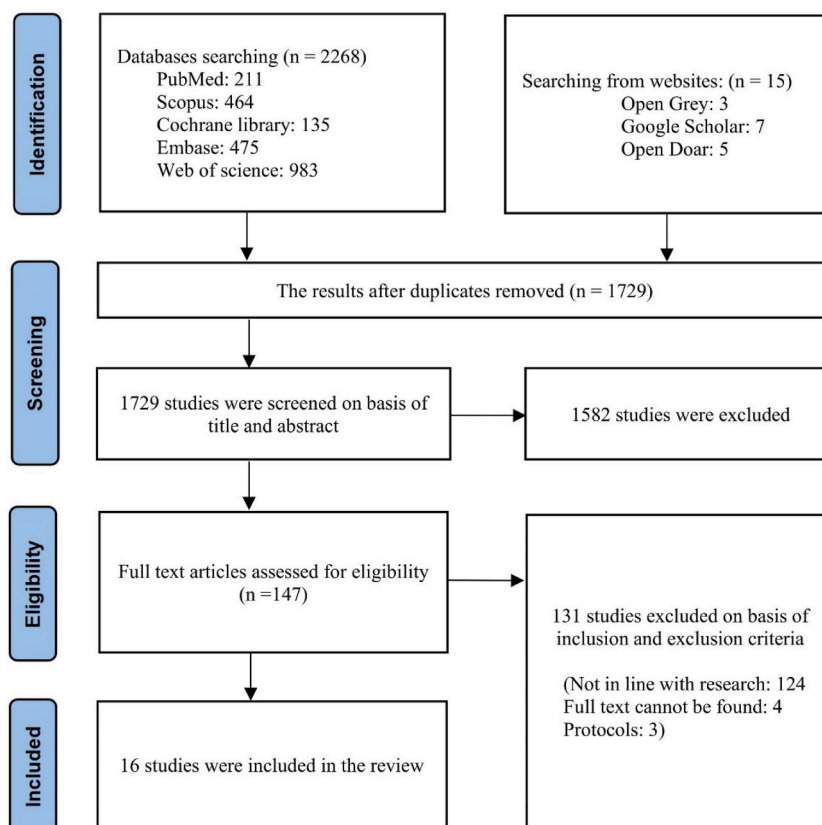 Identification
Databases searching (n = 2268)
PubMed: 211
Scopus: 464
Cochrane library: 135
Embase: 475
Web of science: 983
Searching from websites: (n = 15)
Open Grey: 3
Google Scholar: 7
Open Doar: 5
Screening
The results after duplicates removed (n = 1729)
1729 studies were screened on basis of
title and abstract
1582 studies were excluded
Eligibility
Full text articles assessed for eligibility
(n =147)
131 studies excluded on basis of
inclusion and exclusion criteria
(Not in line with research: 124
Full text cannot be found: 4
Protocols: 3)
Included
16 studies were included in the review